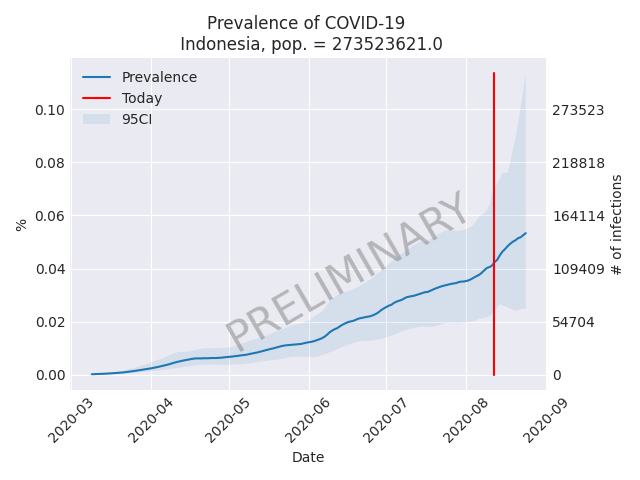 Prevalence of COVID-19
Indonesia, pop. = 273523621.0
Prevalence
Today
95CI
0.10
0.08
0.06
0.04
0.02
0.00
%
273523
218818
164114
109409
54704
0
# of infections
PRELIMINARY
2020-03
2020-04
2020-05
2020-06
2020-07
2020-08
2020-09
Date